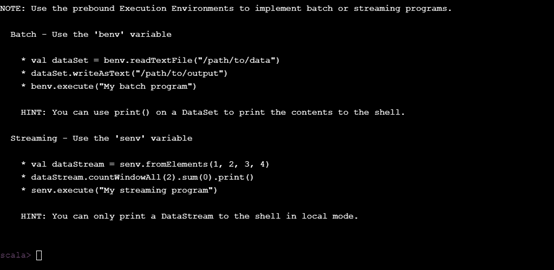 NOTE: Use the prebound Execution Environments to implement batch or streaming programs.
Batch - Use the 'benv' variable
* val dataSet = benv.readTextFile("/path/to/data")
* dataSet.writeAsText("/path/to/output")
* benv.execute("My batch program")
HINT: You can use print() on a DataSet to print the contents to the shell.
Streaming - Use the 'senv' variable
* val dataStream = senv.fromElements(1, 2, 3, 4)
* dataStream.countWindowAll(2).sum(0).print()
* senv.execute("My streaming program")
HINT: You can only print a DataStream to the shell in local mode.
scala>